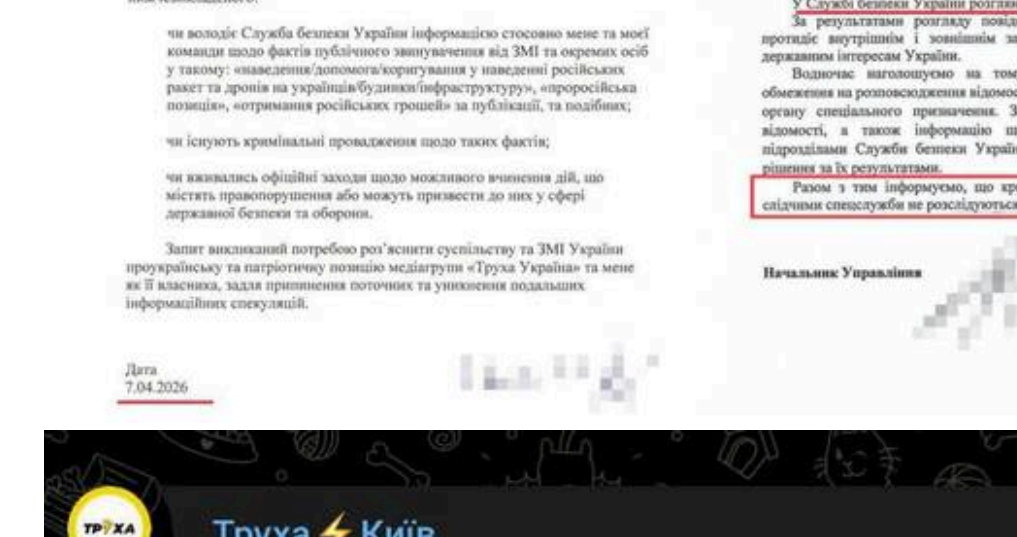 чи володіє Служба безпеки України інформацією стосовно мене та моєї
команди щодо фактів публічного звинувачення від ЗМІ та окремих осіб
у такому: «наведення/допомога/коригування у наведенні російських
ракет та дронів на українців/будинки/інфраструктуру», «проросійська
позиція», «отримання російських грошей» за публікації, та подібних;
чи існують кримінальні провадження щодо таких фактів;
чи вживались офіційні заходи щодо можливого вчинення дій, що
містять правопорушення або можуть призвести до них у сфері
державної безпеки та оборони.
Запит викликаний потребою роз’яснити суспільству та ЗМІ України
проукраїнську та патріотичну позицію медіагрупи «Труха Україна» та мене
як її власника, задля припинення поточних та уникнення подальших
інформаційних спекуляцій.
Дата
7.04.2026
У Службі безпеки України розглян
За результатами розгляду повід
протидіє внутрішнім і зовнішнім за
державним інтересам України.
Водночас наголошуємо на том
обмеження на розповсюдження відомос
органу спеціального призначення. З
відомості, а також інформацію щ
підрозділами Служби безпеки Україн
рішення за їх результатами.
Разом з тим інформуємо, що кр
слідчими спецслужби не розслідуються
Начальник Управління
ТРУХА
Труха⚡Київ